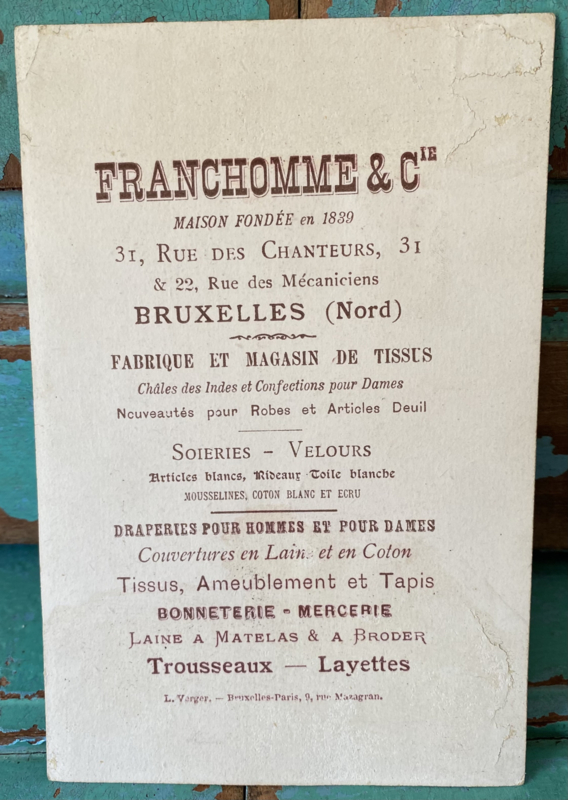 FRANCHOMME & CIE
MAISON FONDÉE en 1839
31, RUE DES CHANTEURS, 31
& 22, Rue des Mécaniciens
BRUXELLES (Nord)
FABRIQUE ET MAGASIN DE TISSUS
Châles des Indes et Confections pour Dames
Nouveautés pour Robes et Articles Deuil
SOIERIES – VELOURS
Articles blancs, Rideaux Toile blanche
MOUSSELINES, COTON BLANC ET ECRU
DRAPERIES POUR HOMMES ET POUR DAMES
Couvertures en Laine et en Coton
Tissus, Ameublement et Tapis
BONNETERIE - MERCERIE
LAINE A MATELAS & A BRODER
Trousseaux — Layettes
L. Verger, — Bruxelles-Paris, 9, rue Mazagran.